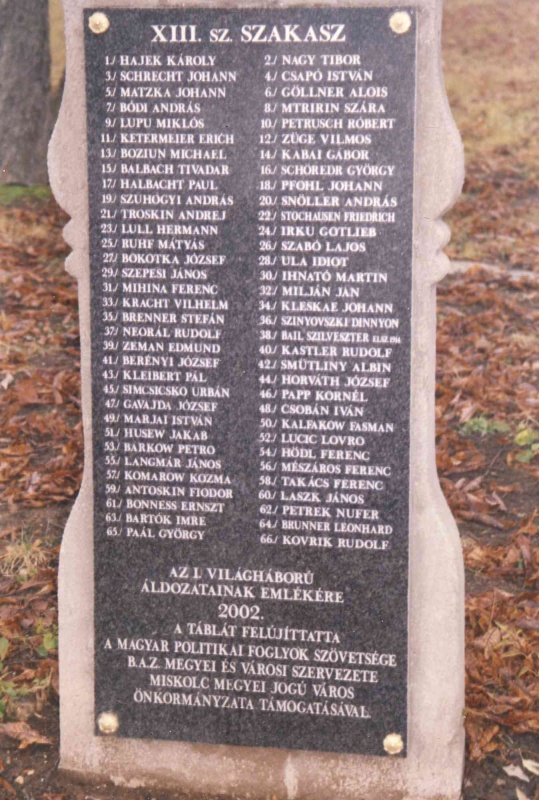 XIII. SZ. SZAKASZ
1./ HAJEK KÁROLY 2./ NAGY TIBOR
3./ SCHRECHT JOHANN 4./ CSAPÓ ISTVÁN
5./ MATZKA JOHANN 6./ GÖLLNER ALOIS
7./ BÓDI ANDRÁS 8./ MTRIRIN SZÁRA
9./ LUPU MIKLÓS 10./ PETRUSCH RÓBERT
11./ KETERMEIER ERICH 12./ ZÜGE VILMOS
13./ BOZIUN MICHAEL 14./ KABAI GÁBOR
15./ BALBACH TIVADAR 16./ SCHOREDR GYÖRGY
17./ HALBACHT PAUL 18./ PFOHL JOHANN
19./ SZUHOGYI ANDRÁS 20./ SNÖLLER ANDRÁS
21./ TROSKIN ANDREJ 22./ STOCHAUSEN FRIEDRICH
23./ LULL HERMANN 24./ IRKU GOTLIEB
25./ RUHF MÁTYÁS 26./ SZABÓ LAJOS
27./ BOKOTKA JÓZSEF 28./ ULA IDIOT
29./ SZEPESI JÁNOS 30./ IHNATÓ MARTIN
31./ MIHINA FERENC 32./ MILJÁN JÁN
33./ KRACHT VILHELM 34./ KLESKAE JOHANN
35./ BRENNER STEFÁN 36./ SZINYOVSZKI DINNYON
37./ NEORÁL RUDOLF 38./ BAIL SZILVESZTER ELSZ. 1914
39./ ZEMAN EDMUND 40./ KASTLER RUDOLF
41./ BERÉNYI JÓZSEF 42./ SMÜTLINY ALBIN
43./ KLEIBERT PÁL 44./ HORVÁTH JÓZSEF
45./ SIMCSICSKO URBÁN 46./ PAPP KORNÉL
47./ GAVAJDA JÓZSEF 48./ CSOBÁN IVÁN
49./ MARJAI ISTVÁN 50./ KALFAKOW FASMAN
51./ HUSEW JAKAB 52./ LUCIC LOVRO
53./ BARKOW PETRO 54./ HÖDL FERENC
55./ LANGMÁR JÁNOS 56./ MÉSZÁROS FERENC
57./ KOMAROW KOZMA 58./ TAKÁCS FERENC
59./ ANTOSKIN FIODOR 60./ LASZK JÁNOS
61./ BONNESS ERNSZT 62./ PETREK NUFER
63./ BARTÓK IMRE 64./ BRUNNER LEONHARD
65./ PAÁL GYÖRGY 66./ KOVRIK RUDOLF
AZ I. VILÁGHÁBORÚ
ÁLDOZATAINAK EMLÉKÉRE
2002.
A TÁBLÁT FELÚJÍTTATTA
A MAGYAR POLITIKAI FOGLYOK SZÖVETSÉGE
B.A.Z. MEGYEI ÉS VÁROSI SZERVEZETE
MISKOLC MEGYEI JOGÚ VÁROS
ÖNKORMÁNYZATA TÁMOGATÁSÁVAL